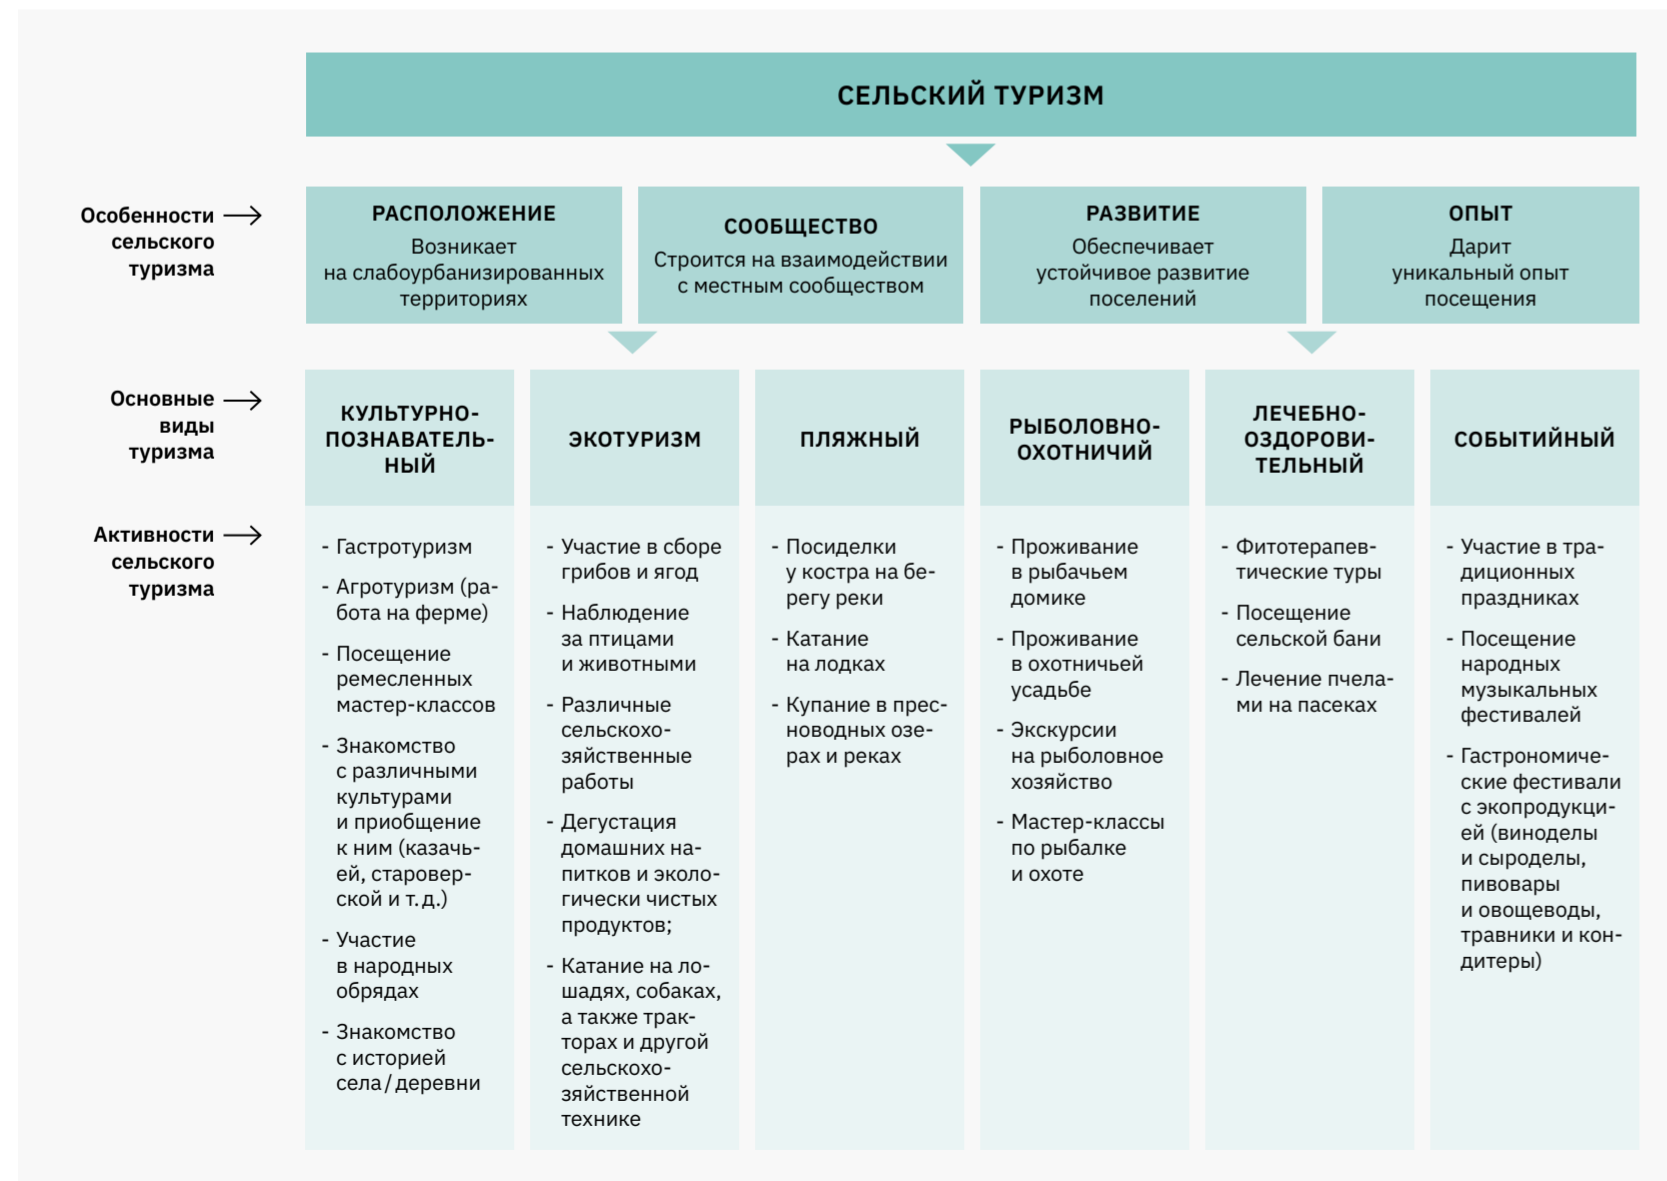 СЕЛЬСКИЙ ТУРИЗМ
Особенности
сельского
туризма
РАСПОЛОЖЕНИЕ
Возникает
на слабоурбанизированных
территориях
СООБЩЕСТВО
Строится на взаимодействии
с местным сообществом
РАЗВИТИЕ
Обеспечивает
устойчивое развитие
поселений
ОПЫТ
Дарит
уникальный опыт
посещения
Основные
виды
туризма
КУЛЬТУРНО-
ПОЗНАВАТЕЛЬ-
НЫЙ
ЭКОТУРИЗМ
ПЛЯЖНЫЙ
РЫБОЛОВНО-
ОХОТНИЧИЙ
ЛЕЧЕБНО-
ОЗДОРОВИ-
ТЕЛЬНЫЙ
СОБЫТИЙНЫЙ
Активности
сельского
туризма
- Гастротуризм
- Агротуризм (ра-
бота на ферме)
- Посещение
ремесленных
мастер-классов
- Знакомство
с различными
культурами
и приобщение
к ним (казачь-
ей, старовер-
ской и т. д.)
- Участие
в народных
обрядах
- Знакомство
с историей
села / деревни
- Участие в сборе
грибов и ягод
- Наблюдение
за птицами
и животными
- Различные
сельскохо-
зяйственные
работы
- Дегустация
домашних на-
питков и эколо-
гически чистых
продуктов;
- Катание на ло-
шадях, собаках,
а также трак-
торах и другой
сельскохо-
зяйственной
технике
- Посиделки
у костра на бе-
регу реки
- Катание
на лодках
- Купание в прес-
новодных озе-
рах и реках
- Проживание
в рыбачьем
домике
- Проживание
в охотничьей
усадьбе
- Экскурсии
на рыболовное
хозяйство
- Мастер-классы
по рыбалке
и охоте
- Фитотерапев-
тические туры
- Посещение
сельской бани
- Лечение пчела-
ми на пасеках
- Участие в тра-
диционных
праздниках
- Посещение
народных
музыкальных
фестивалей
- Гастрономиче-
ские фестивали
с экопродукци-
ей (виноделы
и сыроделы,
пивовары
и овощеводы,
травники и кон-
дитеры)